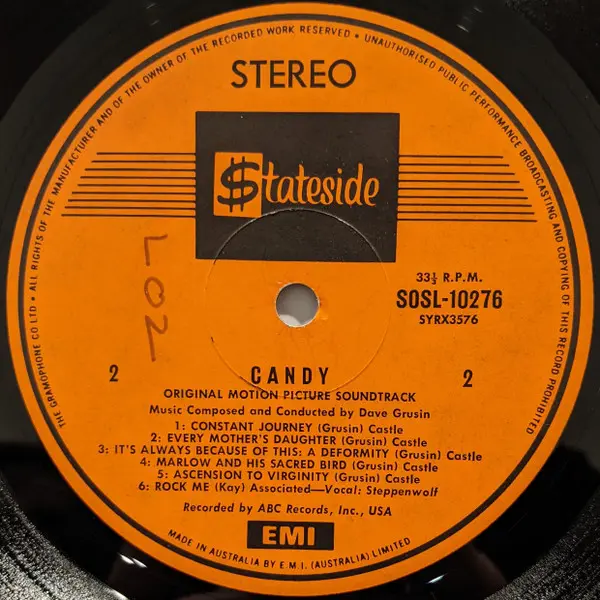 THE GRAMOPHONE CO LTD • ALL RIGHTS OF THE MANUFACTURER AND OF THE OWNER OF THE RECORDED WORK RESERVED • UNAUTHORISED PUBLIC PERFORMANCE BROADCASTING AND COPYING OF THIS RECORD PROHIBITED
STEREO
$tateside
LO2
33⅓ R.P.M.
SOSL-10276
SYRX3576
2 CANDY 2
ORIGINAL MOTION PICTURE SOUNDTRACK
Music Composed and Conducted by Dave Grusin
1: CONSTANT JOURNEY (Grusin) Castle
2: EVERY MOTHER'S DAUGHTER (Grusin) Castle
3: IT'S ALWAYS BECAUSE OF THIS: A DEFORMITY (Grusin) Castle
4: MARLOW AND HIS SACRED BIRD (Grusin) Castle
5: ASCENSION TO VIRGINITY (Grusin) Castle
6: ROCK ME (Kay) Associated—Vocal: Steppenwolf
Recorded by ABC Records, Inc., USA
EMI
MADE IN AUSTRALIA BY E.M.I. (AUSTRALIA) LIMITED